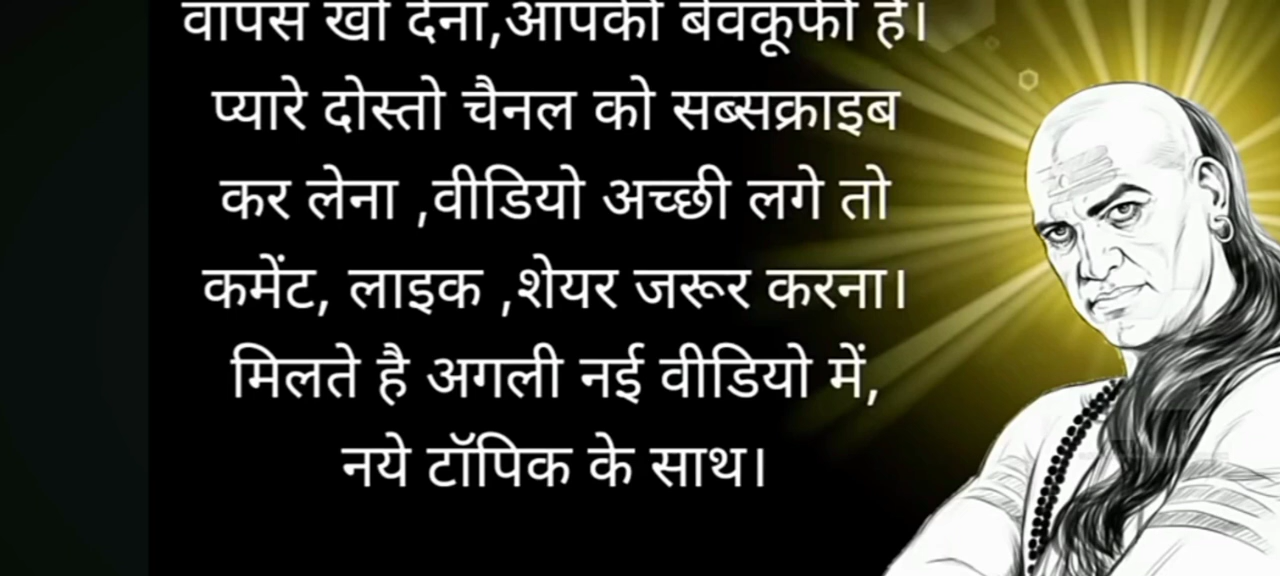 वापस खो देना,आपकी बेवकूफी है।
प्यारे दोस्तो चैनल को सब्सक्राइब
कर लेना ,वीडियो अच्छी लगे तो
कमेंट, लाइक ,शेयर जरूर करना।
मिलते है अगली नई वीडियो में,
नये टॉपिक के साथ।